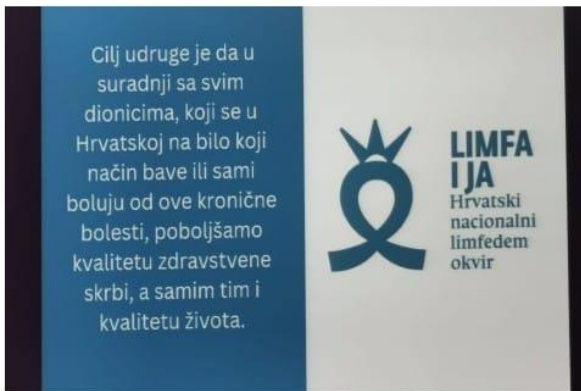 Cilj udruge je da u
suradnji sa svim
dionicima, koji se u
Hrvatskoj na bilo koji
način bave ili sami
boluju od ove kronične
bolesti, poboljšamo
kvalitetu zdravstvene
skrbi, a samim tim i
kvalitetu života.
LIMFA
I JA
Hrvatski
nacionalni
limfedem
okvir